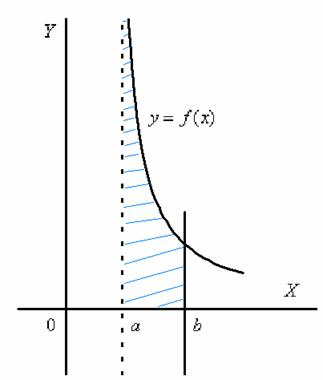 Y
y = f(x)
X
0 a b